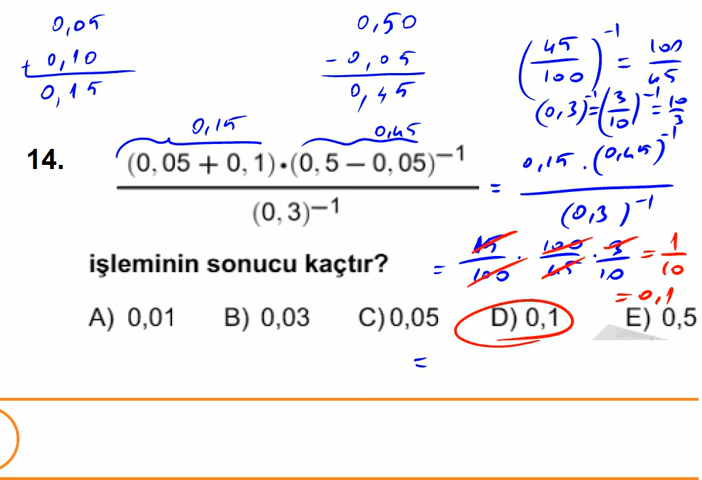 0,05
+ 0,10
0,15
0,50
- 0,05
0,45
(45/100)⁻¹ = 100/45
(0,3)⁻¹ = (3/10)⁻¹ = 10/3
0,15 0,45
14. (0, 05 + 0, 1)·(0, 5 – 0, 05)⁻¹ / (0, 3)⁻¹ = 0,15 . (0,45)⁻¹ / (0,3)⁻¹
işleminin sonucu kaçtır? = 15/100 . 100/45 . 3/10 = 1/10
= 0,1
A) 0,01 B) 0,03 C) 0,05 D) 0,1 E) 0,5
=